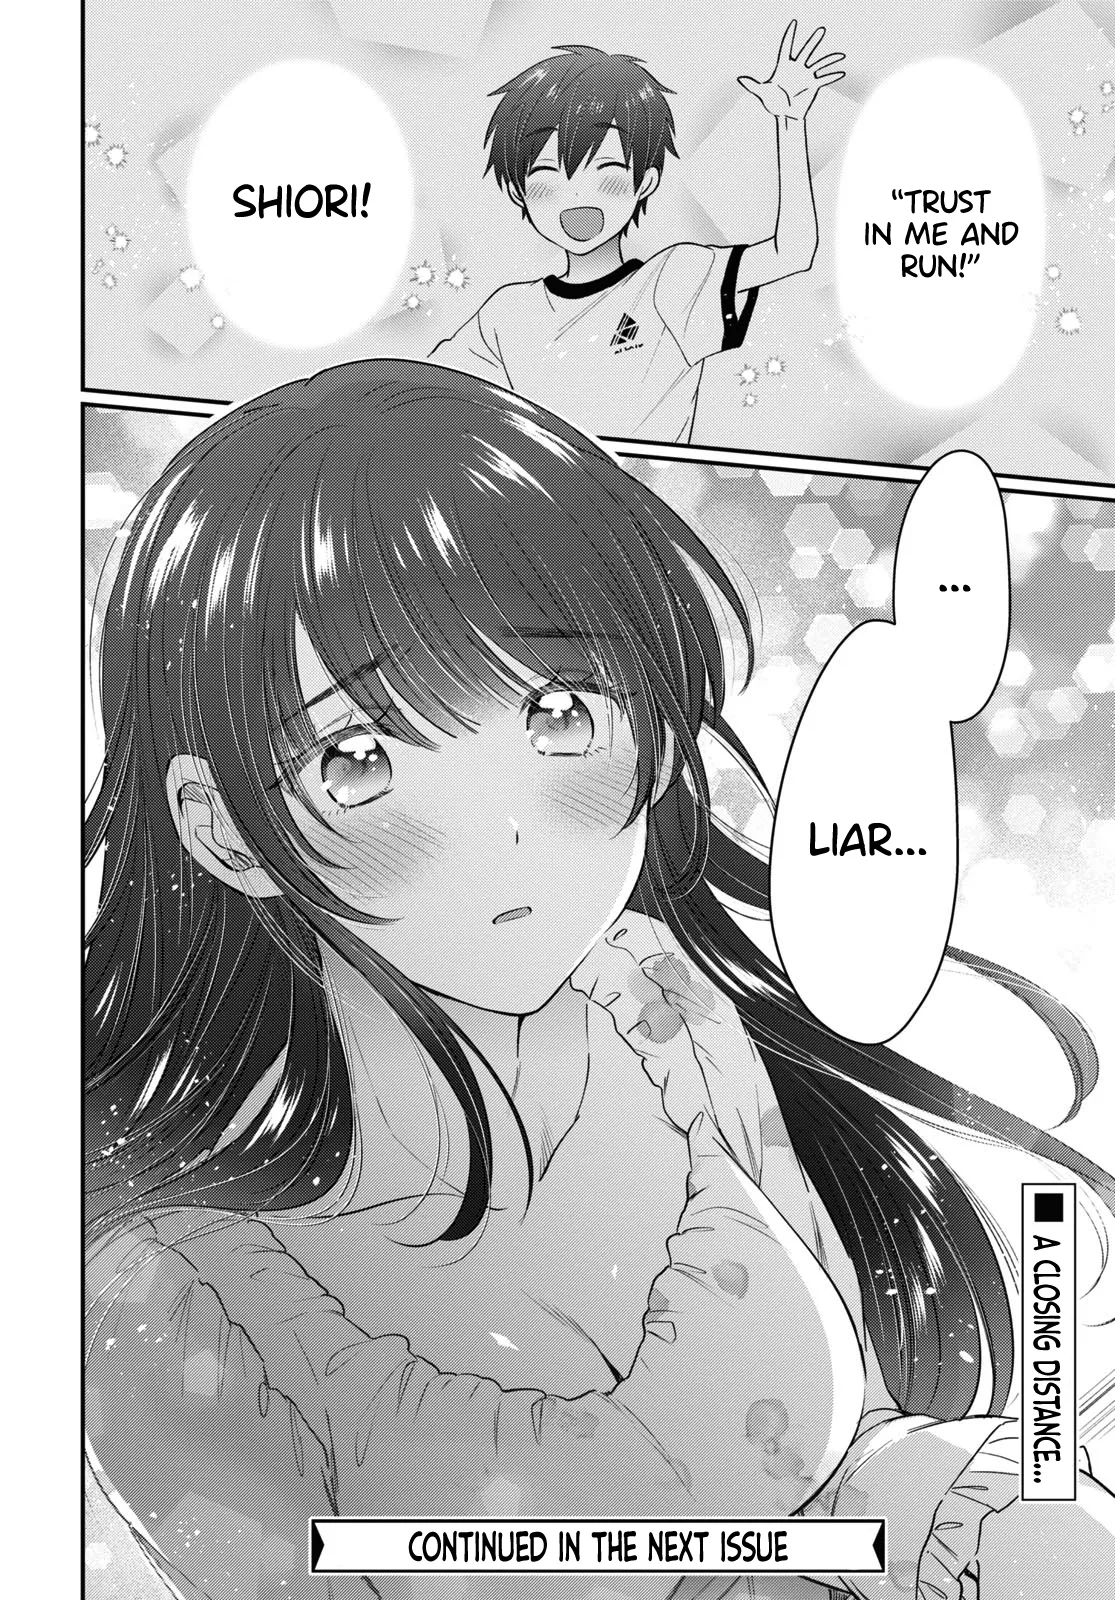 “TRUST
IN ME AND
RUN!”
SHIORI!
...
LIAR...
■ A CLOSING DISTANCE...
CONTINUED IN THE NEXT ISSUE